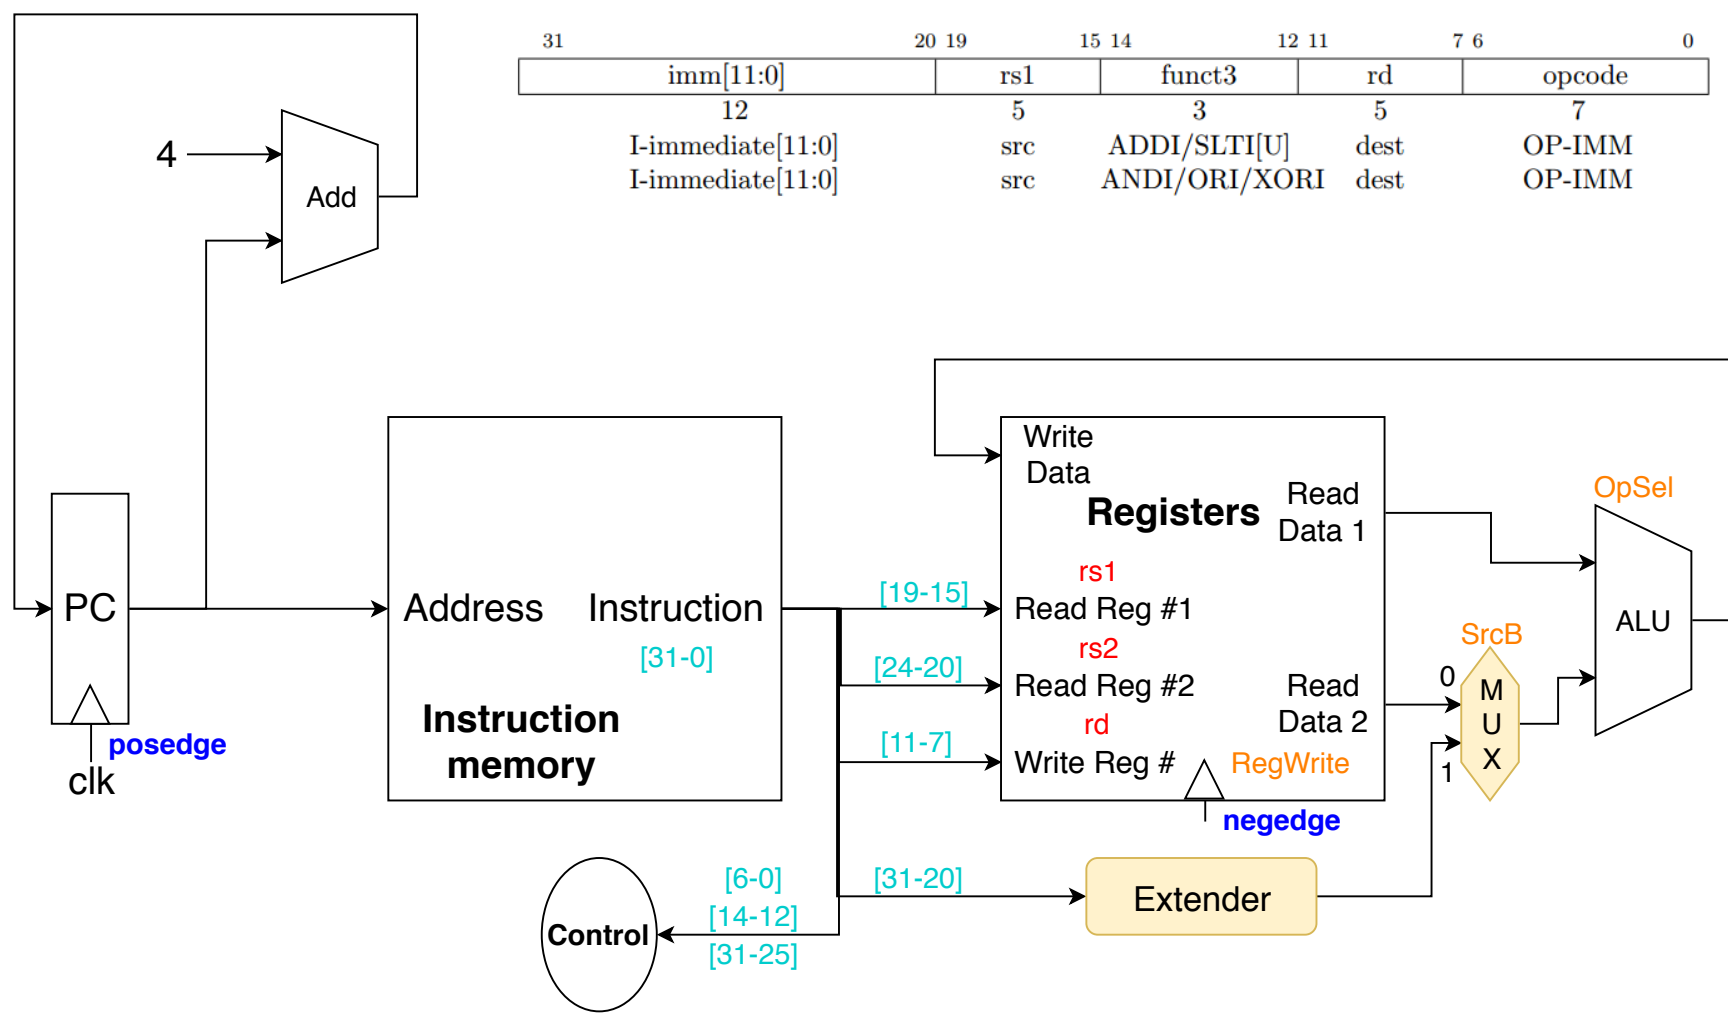 31 20 19 15 14 12 11 7 6 0
imm[11:0] rs1 funct3 rd opcode
12 5 3 5 7
I-immediate[11:0] src ADDI/SLTI[U] dest OP-IMM
I-immediate[11:0] src ANDI/ORI/XORI dest OP-IMM
4
Add
PC
clk
posedge
Address
Instruction
[31-0]
Instruction
memory
[19-15]
[24-20]
[11-7]
[31-20]
[6-0]
[14-12]
[31-25]
Control
Write
Data
Registers
Read
Data 1
rs1
Read Reg #1
rs2
Read Reg #2
rd
Write Reg #
Read
Data 2
RegWrite
negedge
Extender
SrcB
0
1
M
U
X
OpSel
ALU